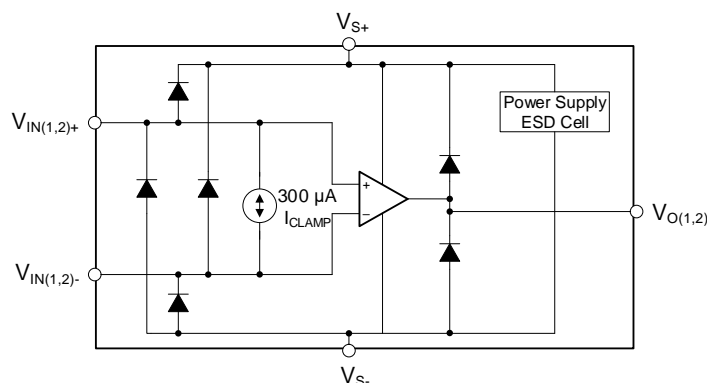 VS+
Power Supply
ESD Cell
VIN(1,2)+
+
300 µA
ICLAMP
–
VO(1,2)
VIN(1,2)-
VS-